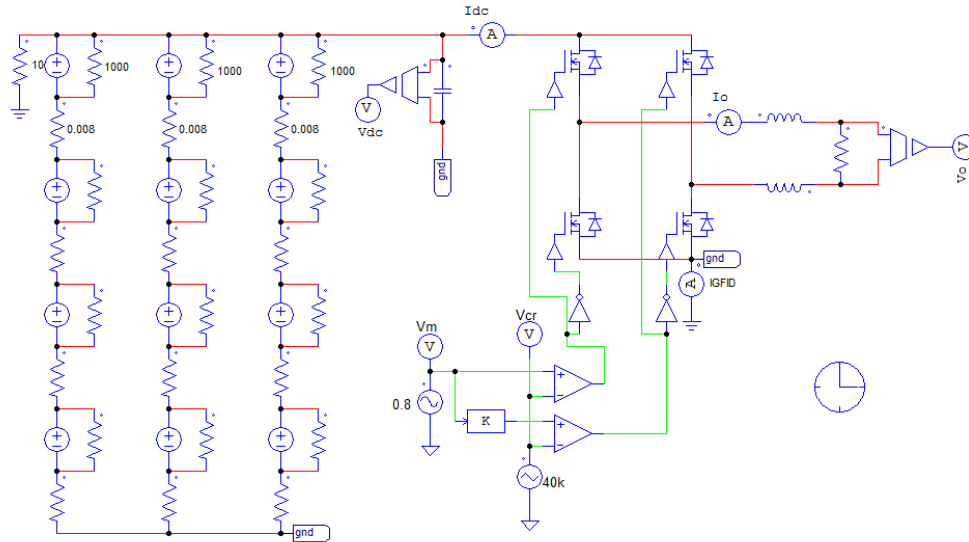 Idc
A
10
1000
1000
1000
V
Vdc
0.008
0.008
0.008
gnd
Io
A
V
Vo
gnd
A
IGFID
Vm
V
Vcr
V
0.8
K
40k
gnd